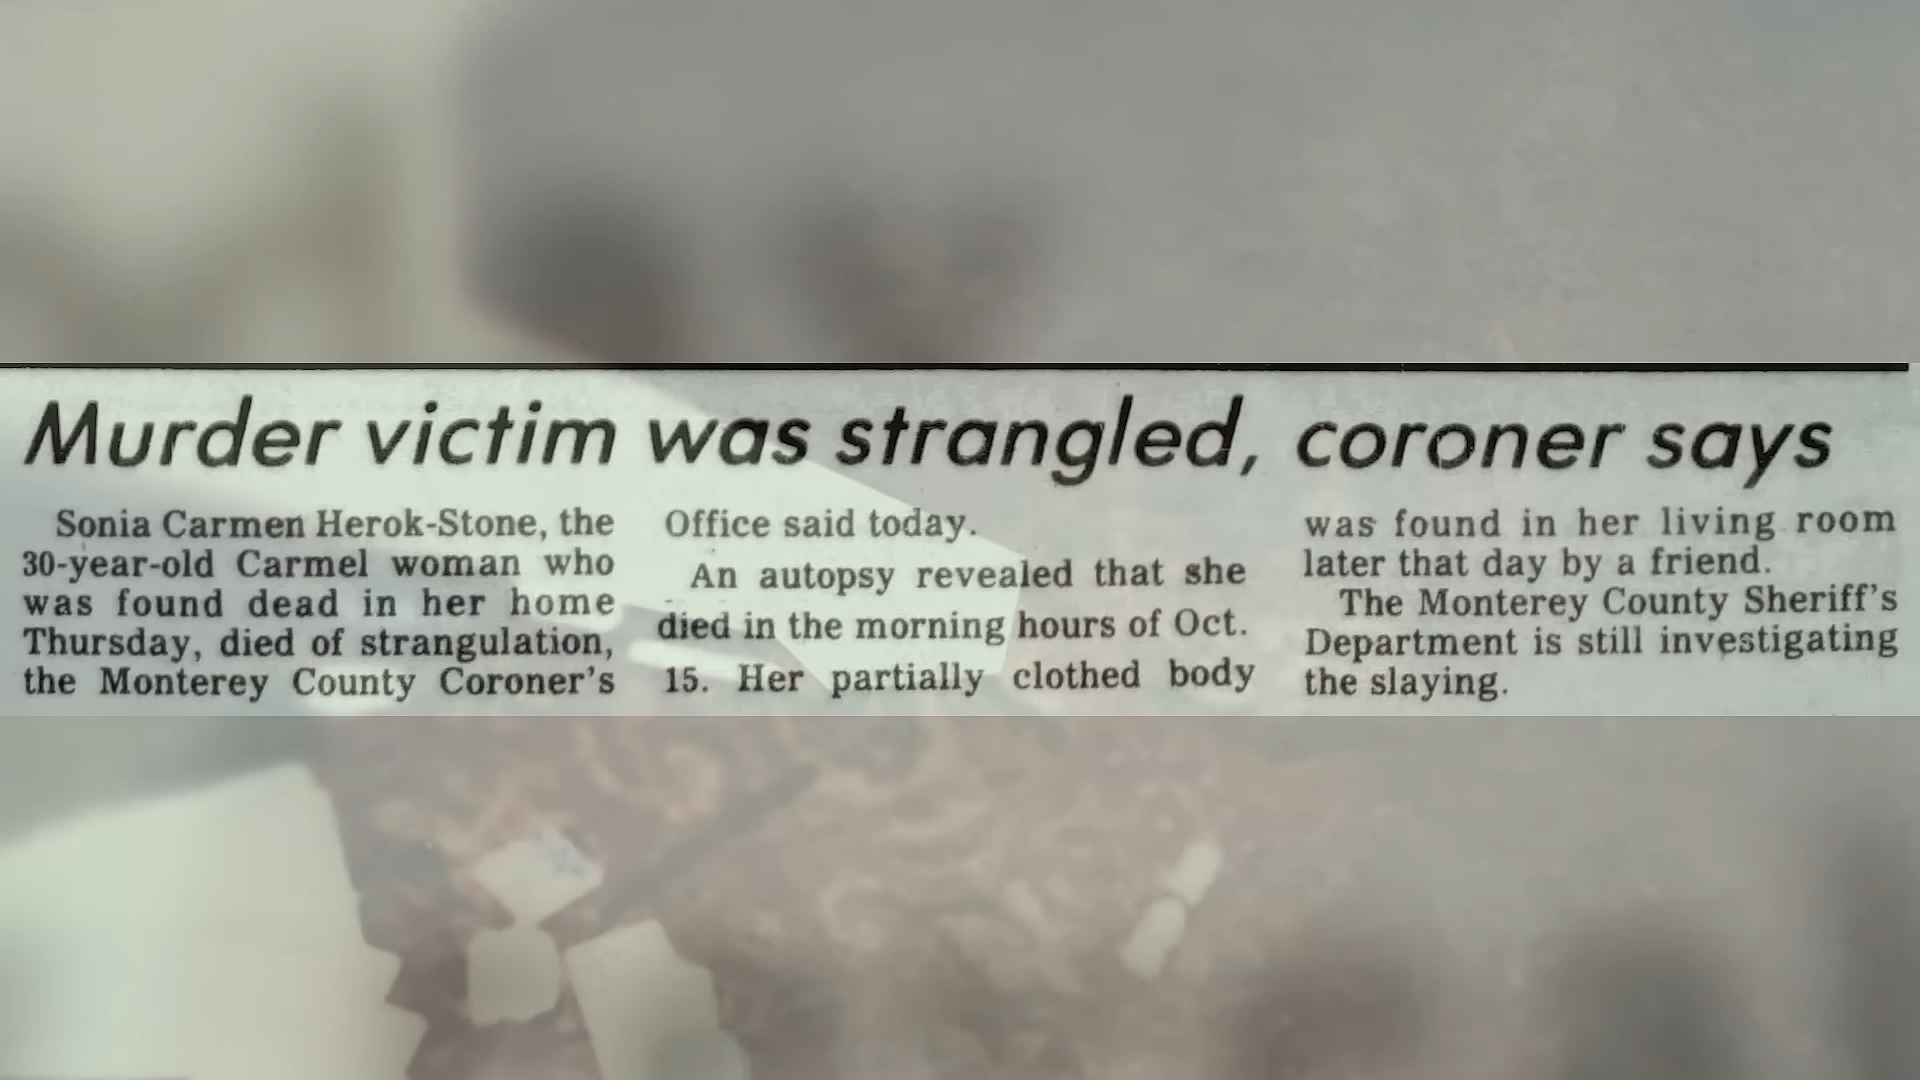 Murder victim was strangled, coroner says
Sonia Carmen Herok-Stone, the
30-year-old Carmel woman who
was found dead in her home
Thursday, died of strangulation,
the Monterey County Coroner's
Office said today.
An autopsy revealed that she
died in the morning hours of Oct.
15. Her partially clothed body
was found in her living room
later that day by a friend.
The Monterey County Sheriff's
Department is still investigating
the slaying.